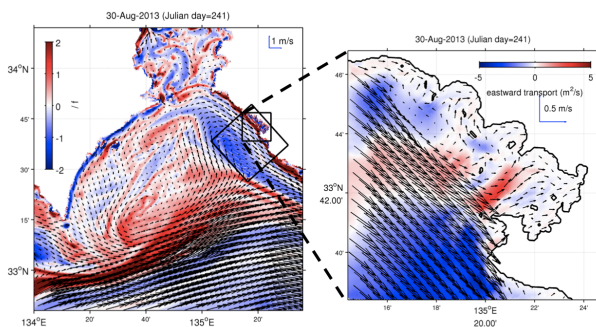 30-Aug-2013 (Julian day=241)
1 m/s
2
1
0
-1
-2
/ f
34°N
45'
30'
15'
33°N
134°E
20'
40'
135°E
20'
30-Aug-2013 (Julian day=241)
-5 0 5
eastward transport (m²/s)
0.5 m/s
46'
44'
33°N
42.00'
40'
16'
18'
135°E
20.00'
22'
24'